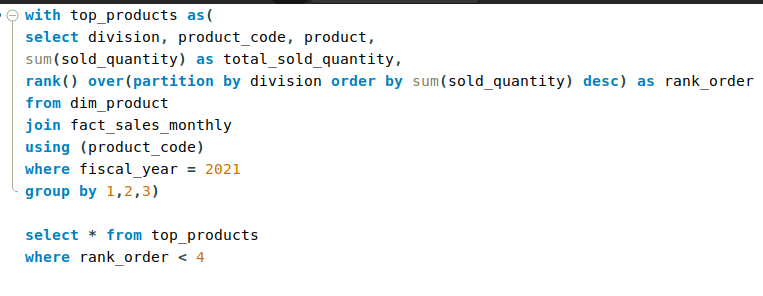 with top_products as(
select division, product_code, product,
sum(sold_quantity) as total_sold_quantity,
rank() over(partition by division order by sum(sold_quantity) desc) as rank_order
from dim_product
join fact_sales_monthly
using (product_code)
where fiscal_year = 2021
group by 1,2,3)
select * from top_products
where rank_order < 4